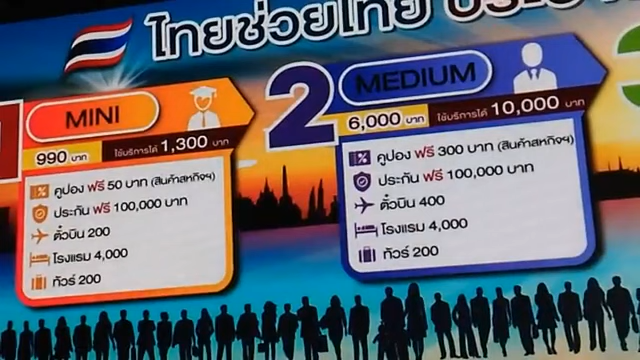 ไทยช่วยไทย
MINI
990 บาท ใช้บริการได้ 1,300 บาท
คูปอง ฟรี 50 บาท (สินค้าสหกิจฯ)
ประกัน ฟรี 100,000 บาท
ตั๋วบิน 200
โรงแรม 4,000
ทัวร์ 200
2 MEDIUM
6,000 บาท ใช้บริการได้ 10,000 บาท
คูปอง ฟรี 300 บาท (สินค้าสหกิจฯ)
ประกัน ฟรี 100,000 บาท
ตั๋วบิน 400
โรงแรม 4,000
ทัวร์ 200